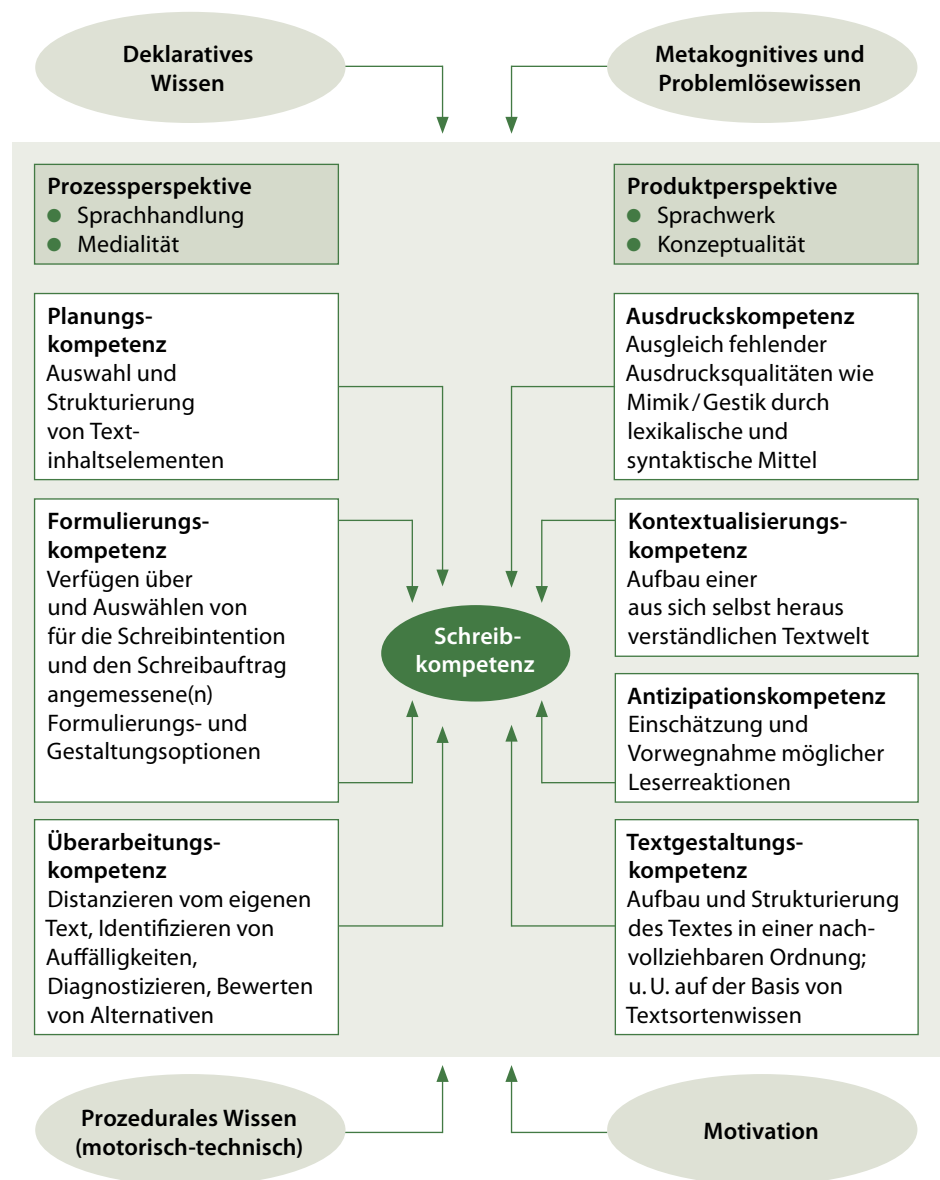 Deklaratives
Wissen
Metakognitives und
Problemlösewissen
Prozessperspektive
● Sprachhandlung
● Medialität
Produktperspektive
● Sprachwerk
● Konzeptualität
Planungs-
kompetenz
Auswahl und
Strukturierung
von Text-
inhaltselementen
Ausdruckskompetenz
Ausgleich fehlender
Ausdrucksqualitäten wie
Mimik/Gestik durch
lexikalische und
syntaktische Mittel
Formulierungs-
kompetenz
Verfügen über
und Auswählen von
für die Schreibintention
und den Schreibauftrag
angemessene(n)
Formulierungs- und
Gestaltungsoptionen
Schreib-
kompetenz
Kontextualisierungs-
kompetenz
Aufbau einer
aus sich selbst heraus
verständlichen Textwelt
Antizipationskompetenz
Einschätzung und
Vorwegnahme möglicher
Leserreaktionen
Überarbeitungs-
kompetenz
Distanzieren vom eigenen
Text, Identifizieren von
Auffälligkeiten,
Diagnostizieren, Bewerten
von Alternativen
Textgestaltungs-
kompetenz
Aufbau und Strukturierung
des Textes in einer nach-
vollziehbaren Ordnung;
u. U. auf der Basis von
Textsortenwissen
Prozedurales Wissen
(motorisch-technisch)
Motivation